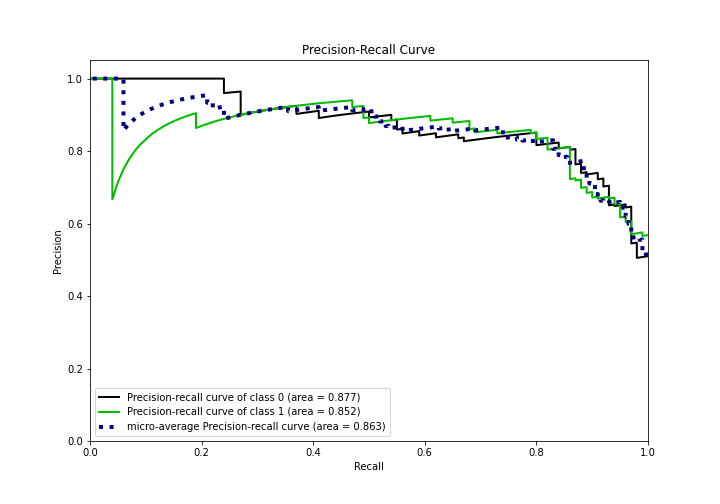 Precision-Recall Curve
1.0
0.8
0.6
0.4
0.2
0.0
Precision
Precision-recall curve of class 0 (area = 0.877)
Precision-recall curve of class 1 (area = 0.852)
micro-average Precision-recall curve (area = 0.863)
0.0 0.2 0.4 0.6 0.8 1.0
Recall